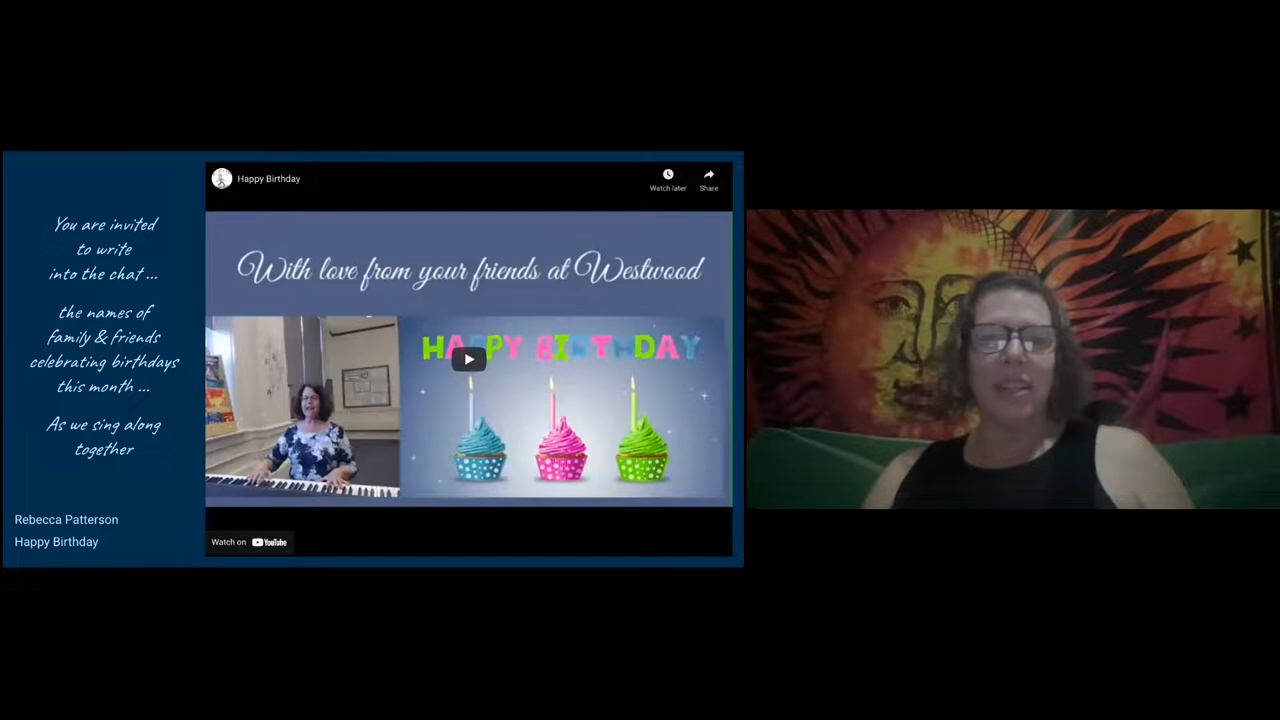 You are invited
to write
into the chat ...
the names of
family & friends
celebrating birthdays
this month ...
As we sing along
together
Rebecca Patterson
Happy Birthday
Happy Birthday
Watch later
Share
With love from your friends at Westwood
HAPPY BIRTHDAY
Watch on YouTube